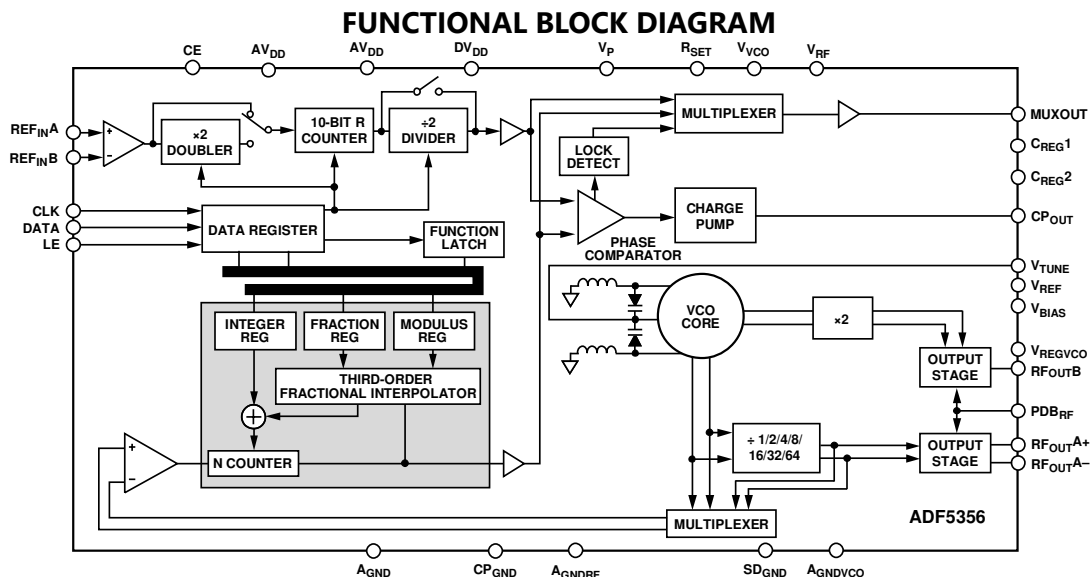 FUNCTIONAL BLOCK DIAGRAM
CE
AVDD
AVDD
DVDD
VP
RSET
VVCO
VRF
REFINA
REFINB
+
−
×2
DOUBLER
10-BIT R
COUNTER
÷2
DIVIDER
MULTIPLEXER
MUXOUT
LOCK
DETECT
CREG1
CREG2
CLK
DATA
LE
DATA REGISTER
FUNCTION
LATCH
CHARGE
PUMP
CPOUT
PHASE
COMPARATOR
VTUNE
VREF
VBIAS
VCO
CORE
×2
INTEGER
REG
FRACTION
REG
MODULUS
REG
VREGVCO
OUTPUT
STAGE
RFOUTB
THIRD-ORDER
FRACTIONAL INTERPOLATOR
+
PDBRF
+
−
N COUNTER
÷ 1/2/4/8/
16/32/64
OUTPUT
STAGE
RFOUTA+
RFOUTA−
MULTIPLEXER
ADF5356
AGND
CPGND
AGNDRF
SDGND
AGNDVCO